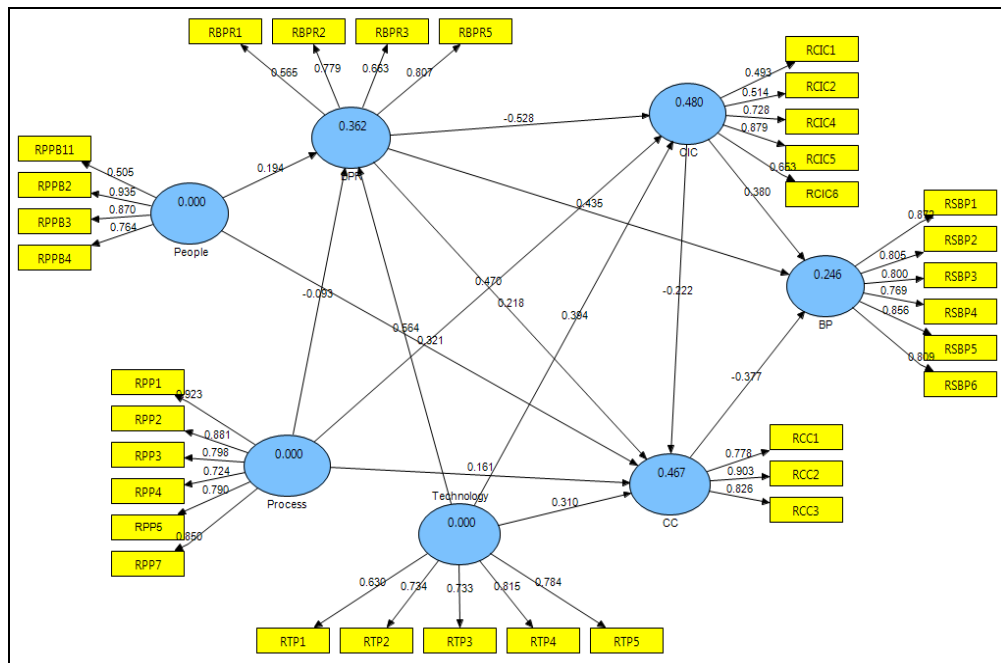 RBPR1
RBPR2
RBPR3
RBPR5
0.565
0.779
0.663
0.807
0.362
BPR
RCIC1
RCIC2
RCIC4
RCIC5
RCIC6
0.493
0.514
0.728
0.879
0.653
0.480
CIC
-0.528
RPPB11
RPPB2
RPPB3
RPPB4
0.505
0.935
0.870
0.764
0.000
People
0.194
0.435
0.380
RSBP1
RSBP2
RSBP3
RSBP4
RSBP5
RSBP6
0.872
0.805
0.800
0.769
0.856
0.809
0.246
BP
-0.093
0.470
0.218
0.394
-0.222
0.564
0.321
-0.377
RPP1
RPP2
RPP3
RPP4
RPP5
RPP7
0.923
0.881
0.798
0.724
0.790
0.850
0.000
Process
0.161
0.310
RCC1
RCC2
RCC3
0.778
0.903
0.826
0.467
CC
Technology
0.000
0.630
0.734
0.733
0.815
0.784
RTP1
RTP2
RTP3
RTP4
RTP5